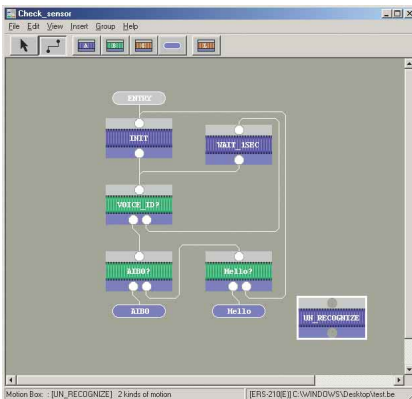 Check_sensor
File Edit View Insert Group Help
ENTRY
INIT
WAIT_1SEC
VOICE_ID?
AIBO?
Hello?
AIBO
Hello
UN_RECOGNIZE
Motion Box: : [UN_RECOGNIZE] 2 kinds of motion
[ERS-210(E)] C:\WINDOWS\Desktop\test.be